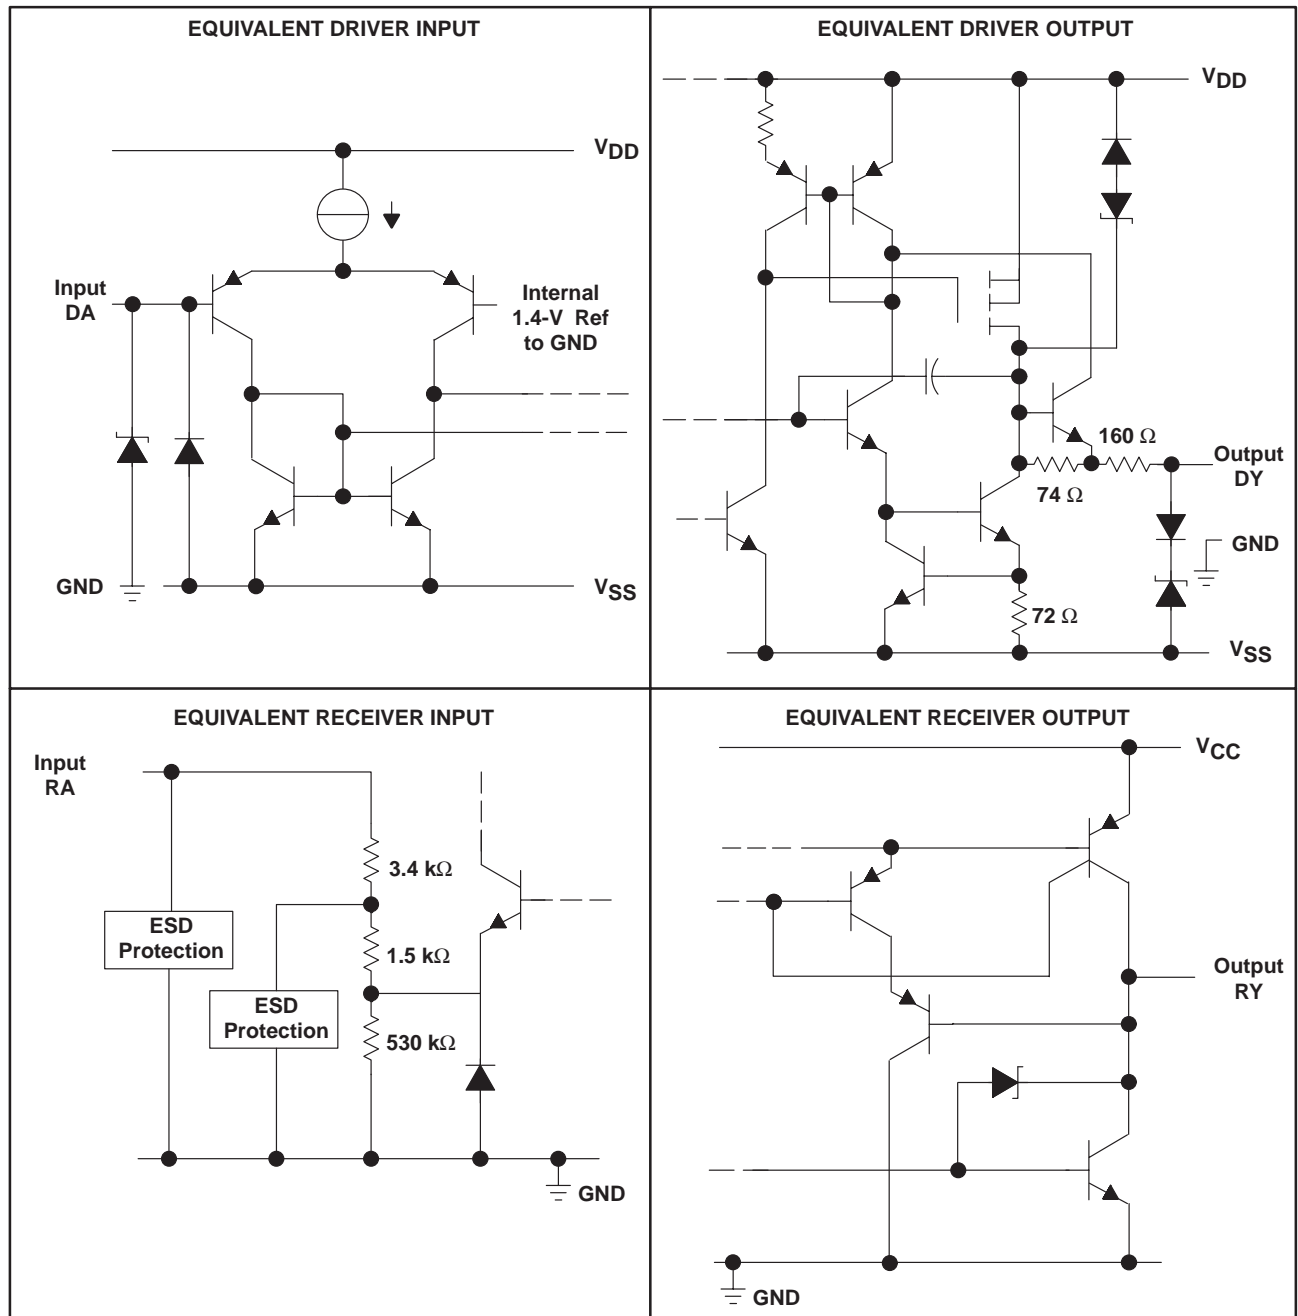 EQUIVALENT DRIVER INPUT
VDD
Input
DA
Internal
1.4-V Ref
to GND
GND
VSS
EQUIVALENT DRIVER OUTPUT
VDD
160 Ω
Output
DY
74 Ω
GND
72 Ω
VSS
EQUIVALENT RECEIVER INPUT
Input
RA
3.4 kΩ
ESD
Protection
1.5 kΩ
ESD
Protection
530 kΩ
GND
EQUIVALENT RECEIVER OUTPUT
VCC
Output
RY
GND